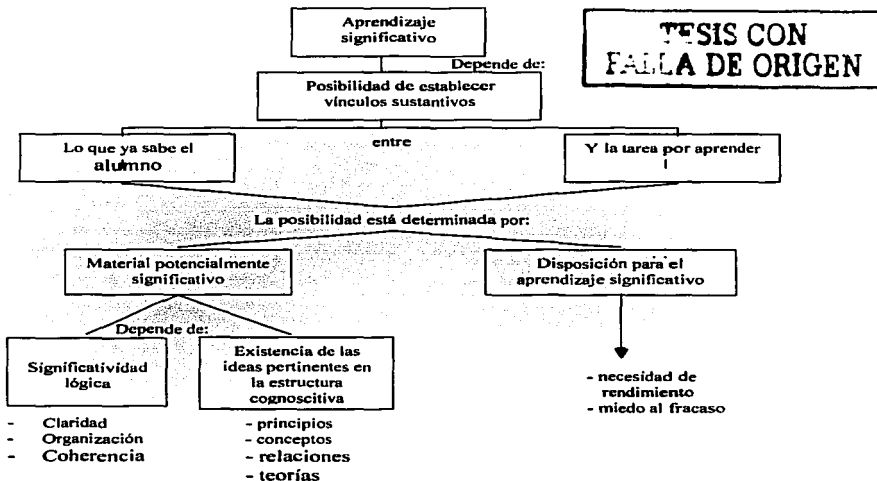 Aprendizaje
significativo
TESIS CON
FALLA DE ORIGEN
Depende de:
Posibilidad de establecer
vínculos sustantivos
Lo que ya sabe el
alumno
entre
Y la tarea por aprender
La posibilidad está determinada por:
Material potencialmente
significativo
Disposición para el
aprendizaje significativo
Depende de:
Significatividad
lógica
Existencia de las
ideas pertinentes en
la estructura
cognoscitiva
- necesidad de
rendimiento
- miedo al fracaso
- Claridad
- Organización
- Coherencia
- principios
- conceptos
- relaciones
- teorías